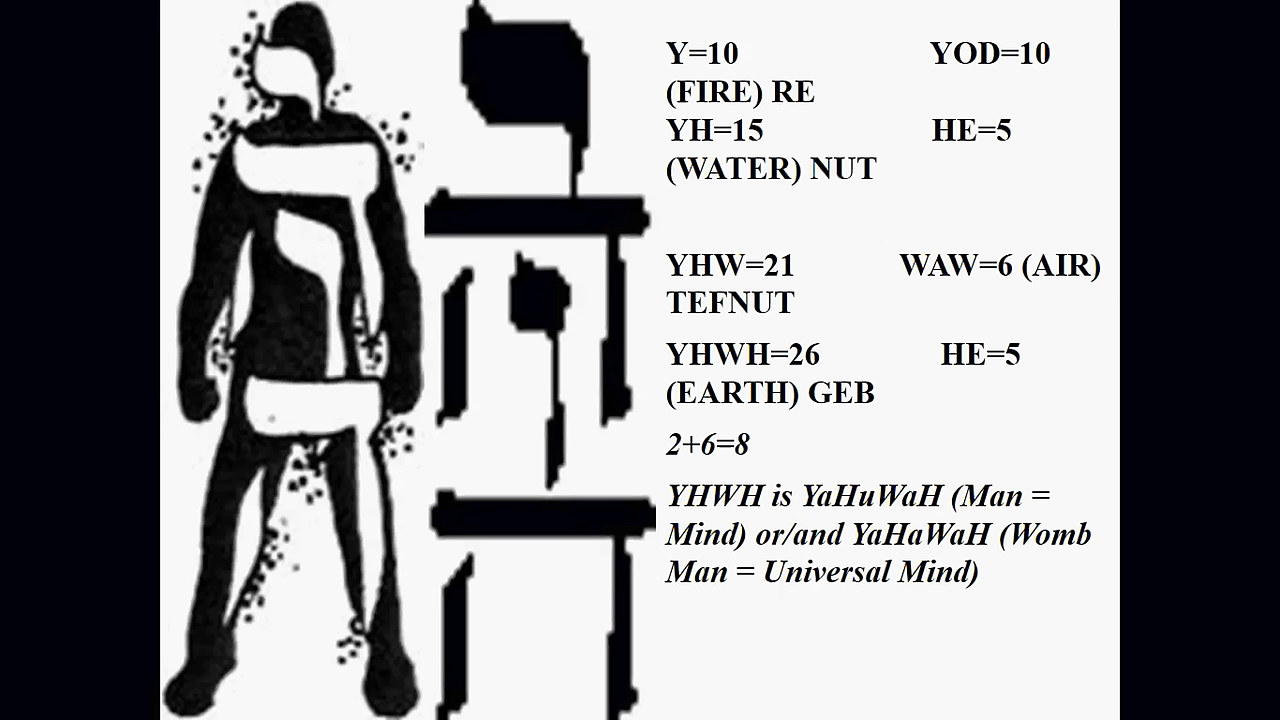 י
ה
ו
ה
י
ה
ו
ה
Y=10 YOD=10
(FIRE) RE
YH=15 HE=5
(WATER) NUT
YHW=21 WAW=6 (AIR)
TEFNUT
YHWH=26 HE=5
(EARTH) GEB
2+6=8
YHWH is YaHuWaH (Man =
Mind) or/and YaHaWaH (Womb
Man = Universal Mind)